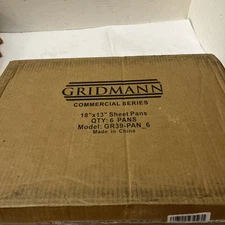 GRIDMANN
COMMERCIAL SERIES
18"x13" Sheet Pans
QTY: 6 PANS
Model: GR39-PAN_6
Made in China